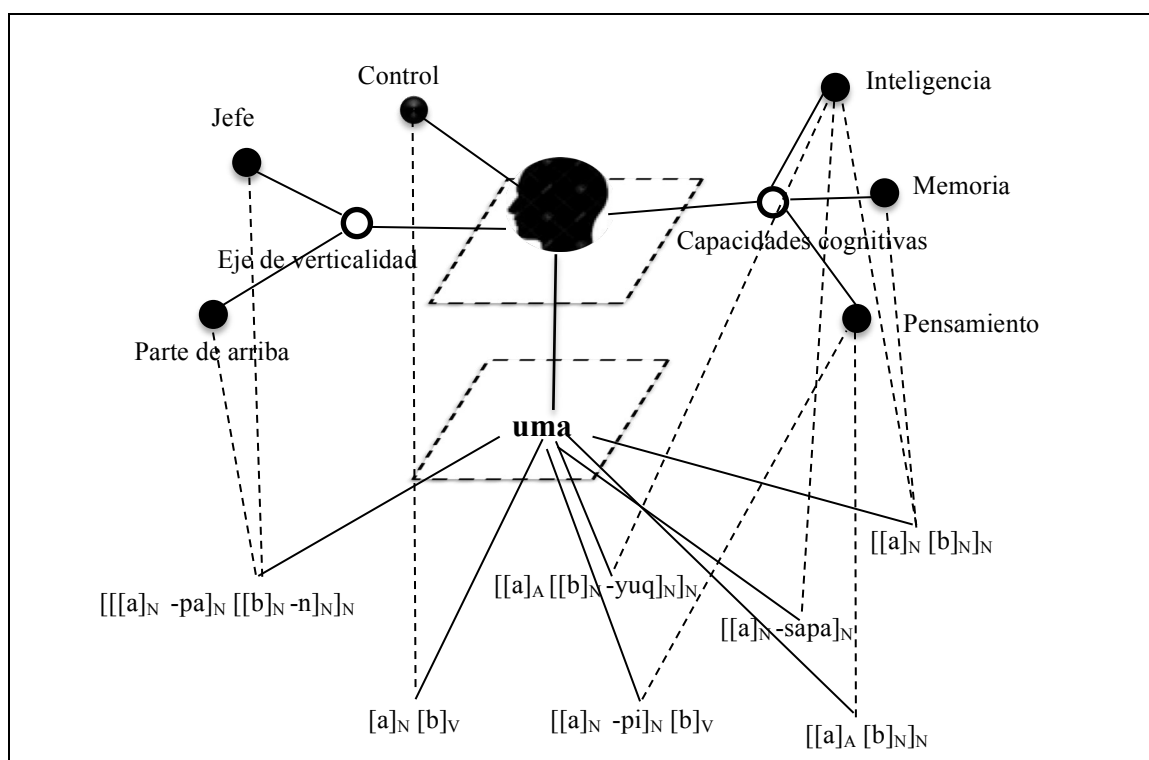 Control
Inteligencia
Jefe
Memoria
Capacidades cognitivas
Eje de verticalidad
Pensamiento
Parte de arriba
uma
[[a]N [b]N]N
[[a]A [[b]N -yuq]N]N
[[[a]N -pa]N [[b]N -n]N]N
[[a]N -sapa]N
[a]N [b]V
[[a]N -pi]N [b]V
[[a]A [b]N]N